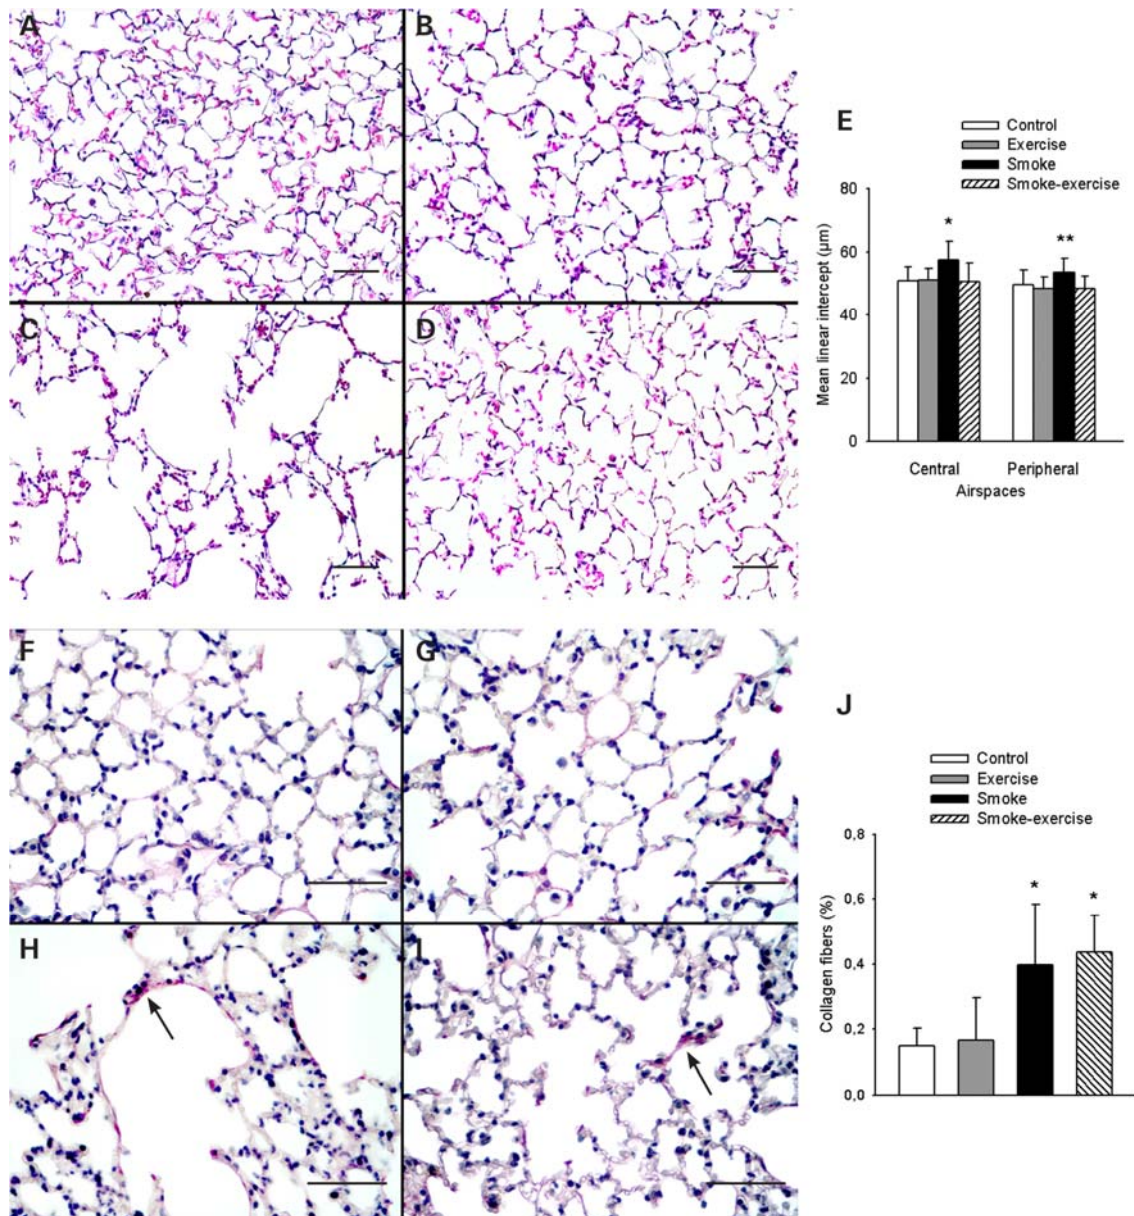 A
B
C
D
E
Control
Exercise
Smoke
Smoke-exercise
Mean linear intercept (µm)
80
60
40
20
0
*
**
Central
Peripheral
Airspaces
F
G
H
I
J
Control
Exercise
Smoke
Smoke-exercise
Collagen fibers (%)
0,8
0,6
0,4
0,2
0,0
*
*